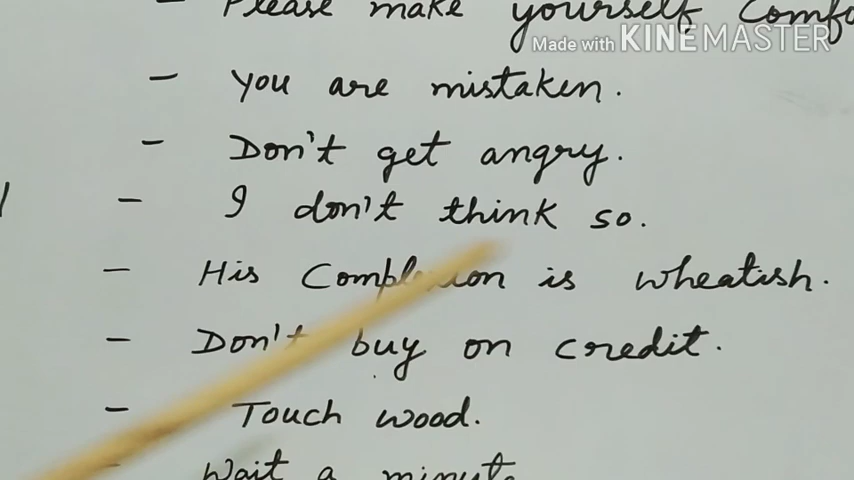 - Please make yourself
Made with KINEMASTER
- You are mistaken.
- Don't get angry.
- I don't think so.
- His is wheatish.
- Don't buy on credit.
- Touch wood.
- Wait a minute